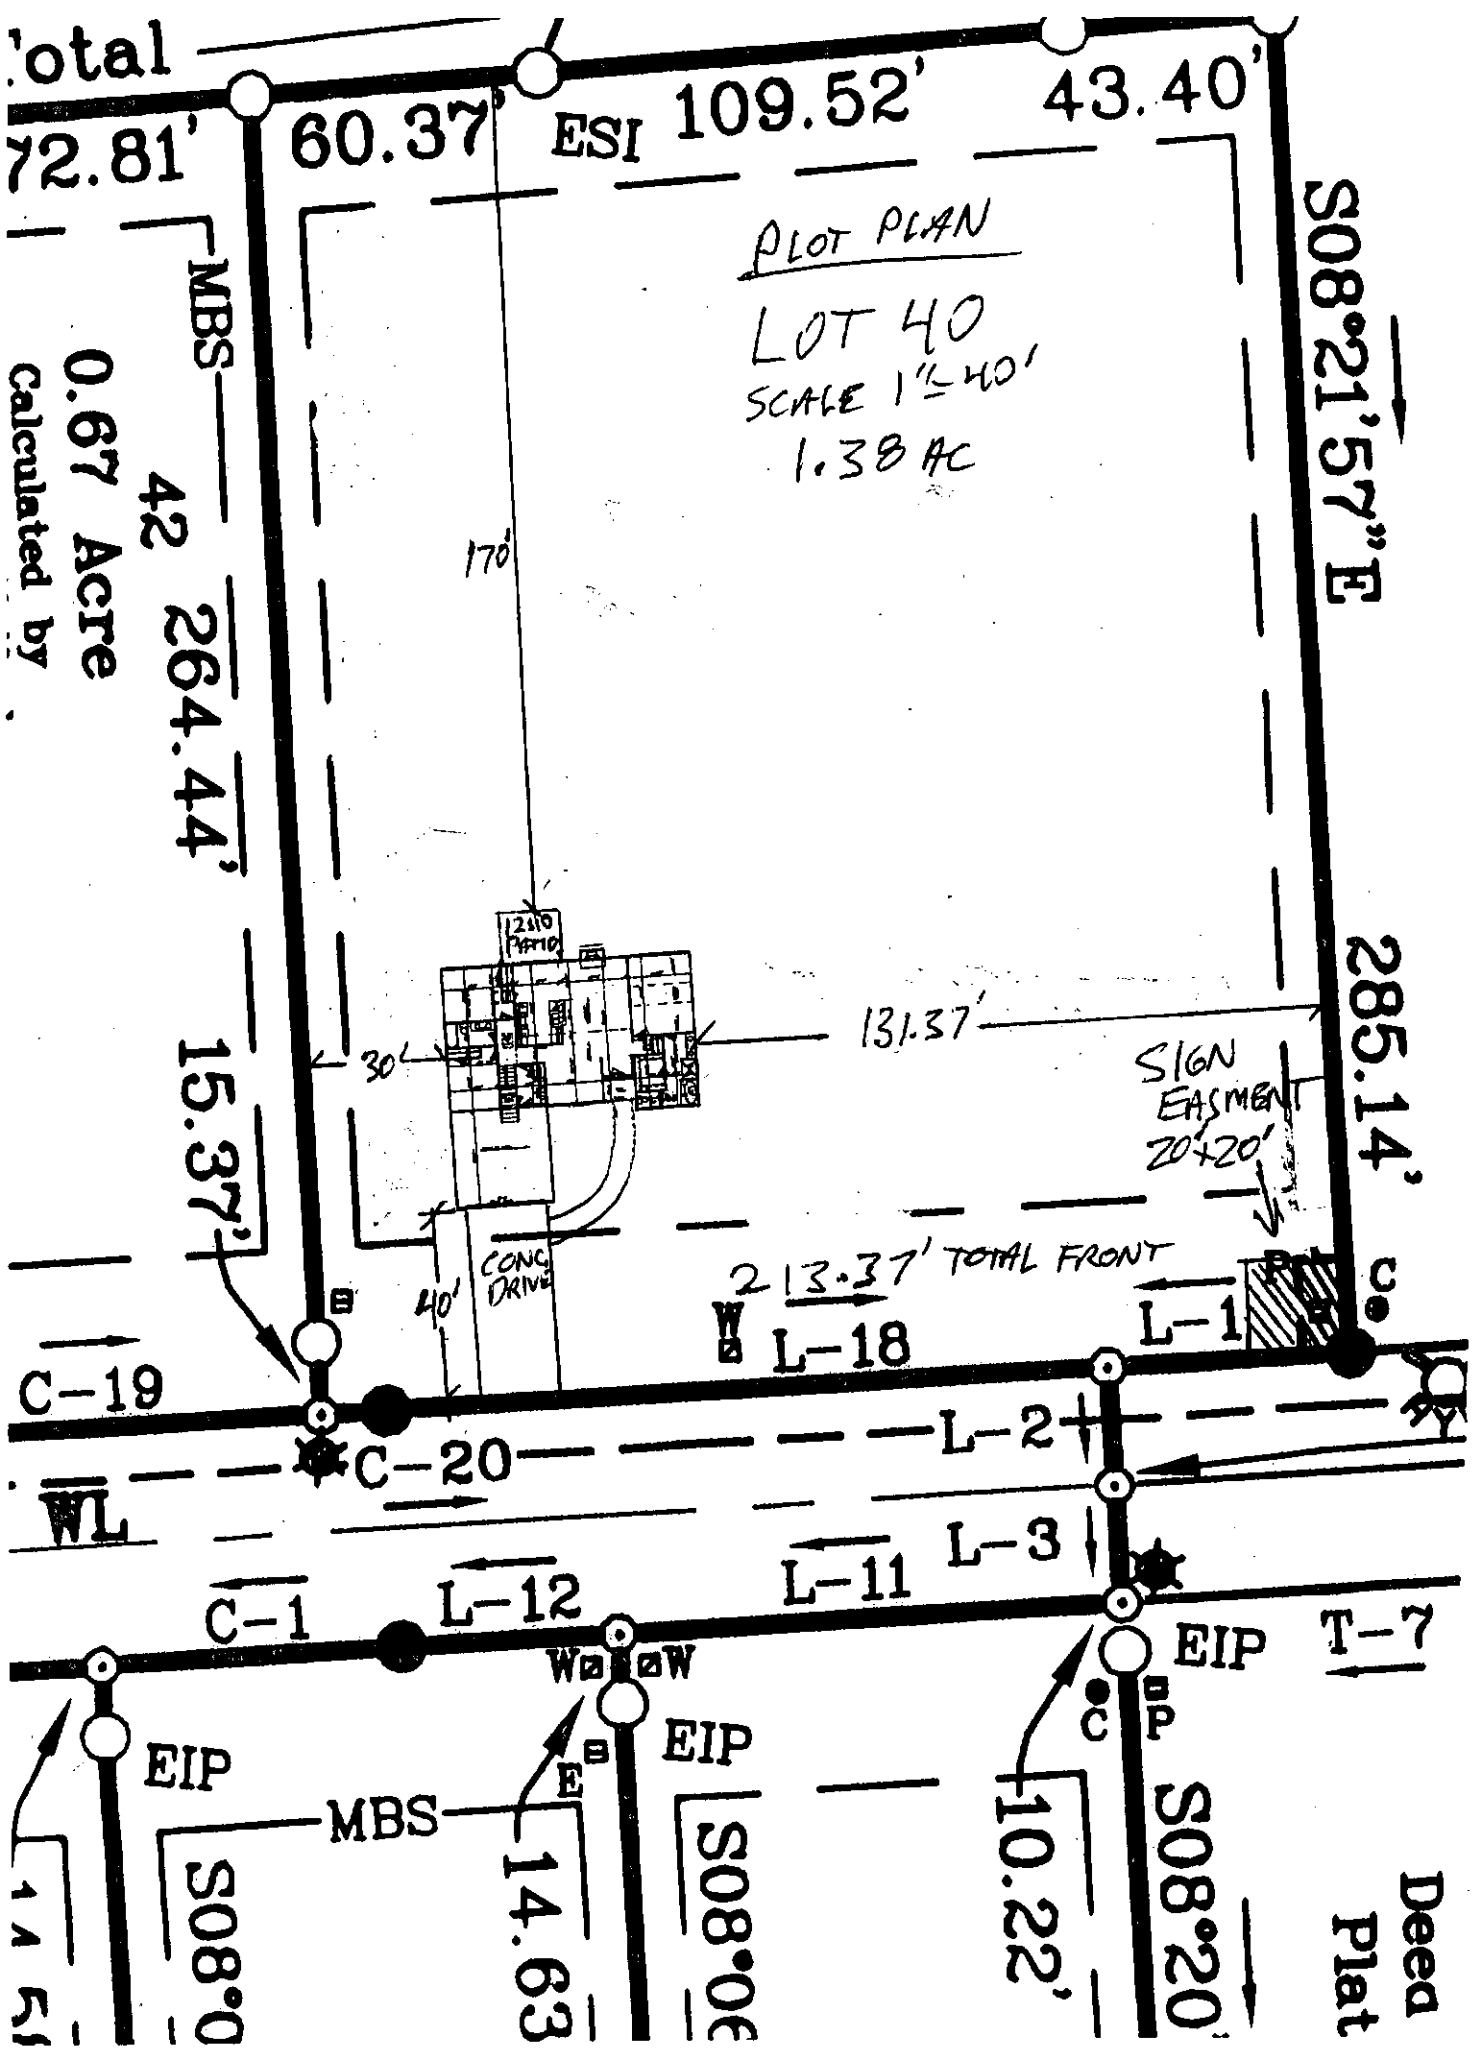 72.81'
60.37'
ESI
109.52'
43.40'
PLOT PLAN
LOT 40
SCALE 1"=40'
1.38 AC
S08°21'57"E
285.14'
MBS
0.67 Acre
Calculated by
42
264.44'
15.37'
170'
12x10
PATIO
30'
131.37'
SIGN
EASMENT
20'x20'
CONC
DRIVE
40'
213.37' TOTAL FRONT
W
L-18
L-1
C
C-19
C-20
L-2
WL
Y
L-3
C-1
L-12
L-11
T-7
W W
EIP
C P
EIP
E
EIP
MBS
S08°0
14.63
S08°06
10.22'
S08°20'
Plat